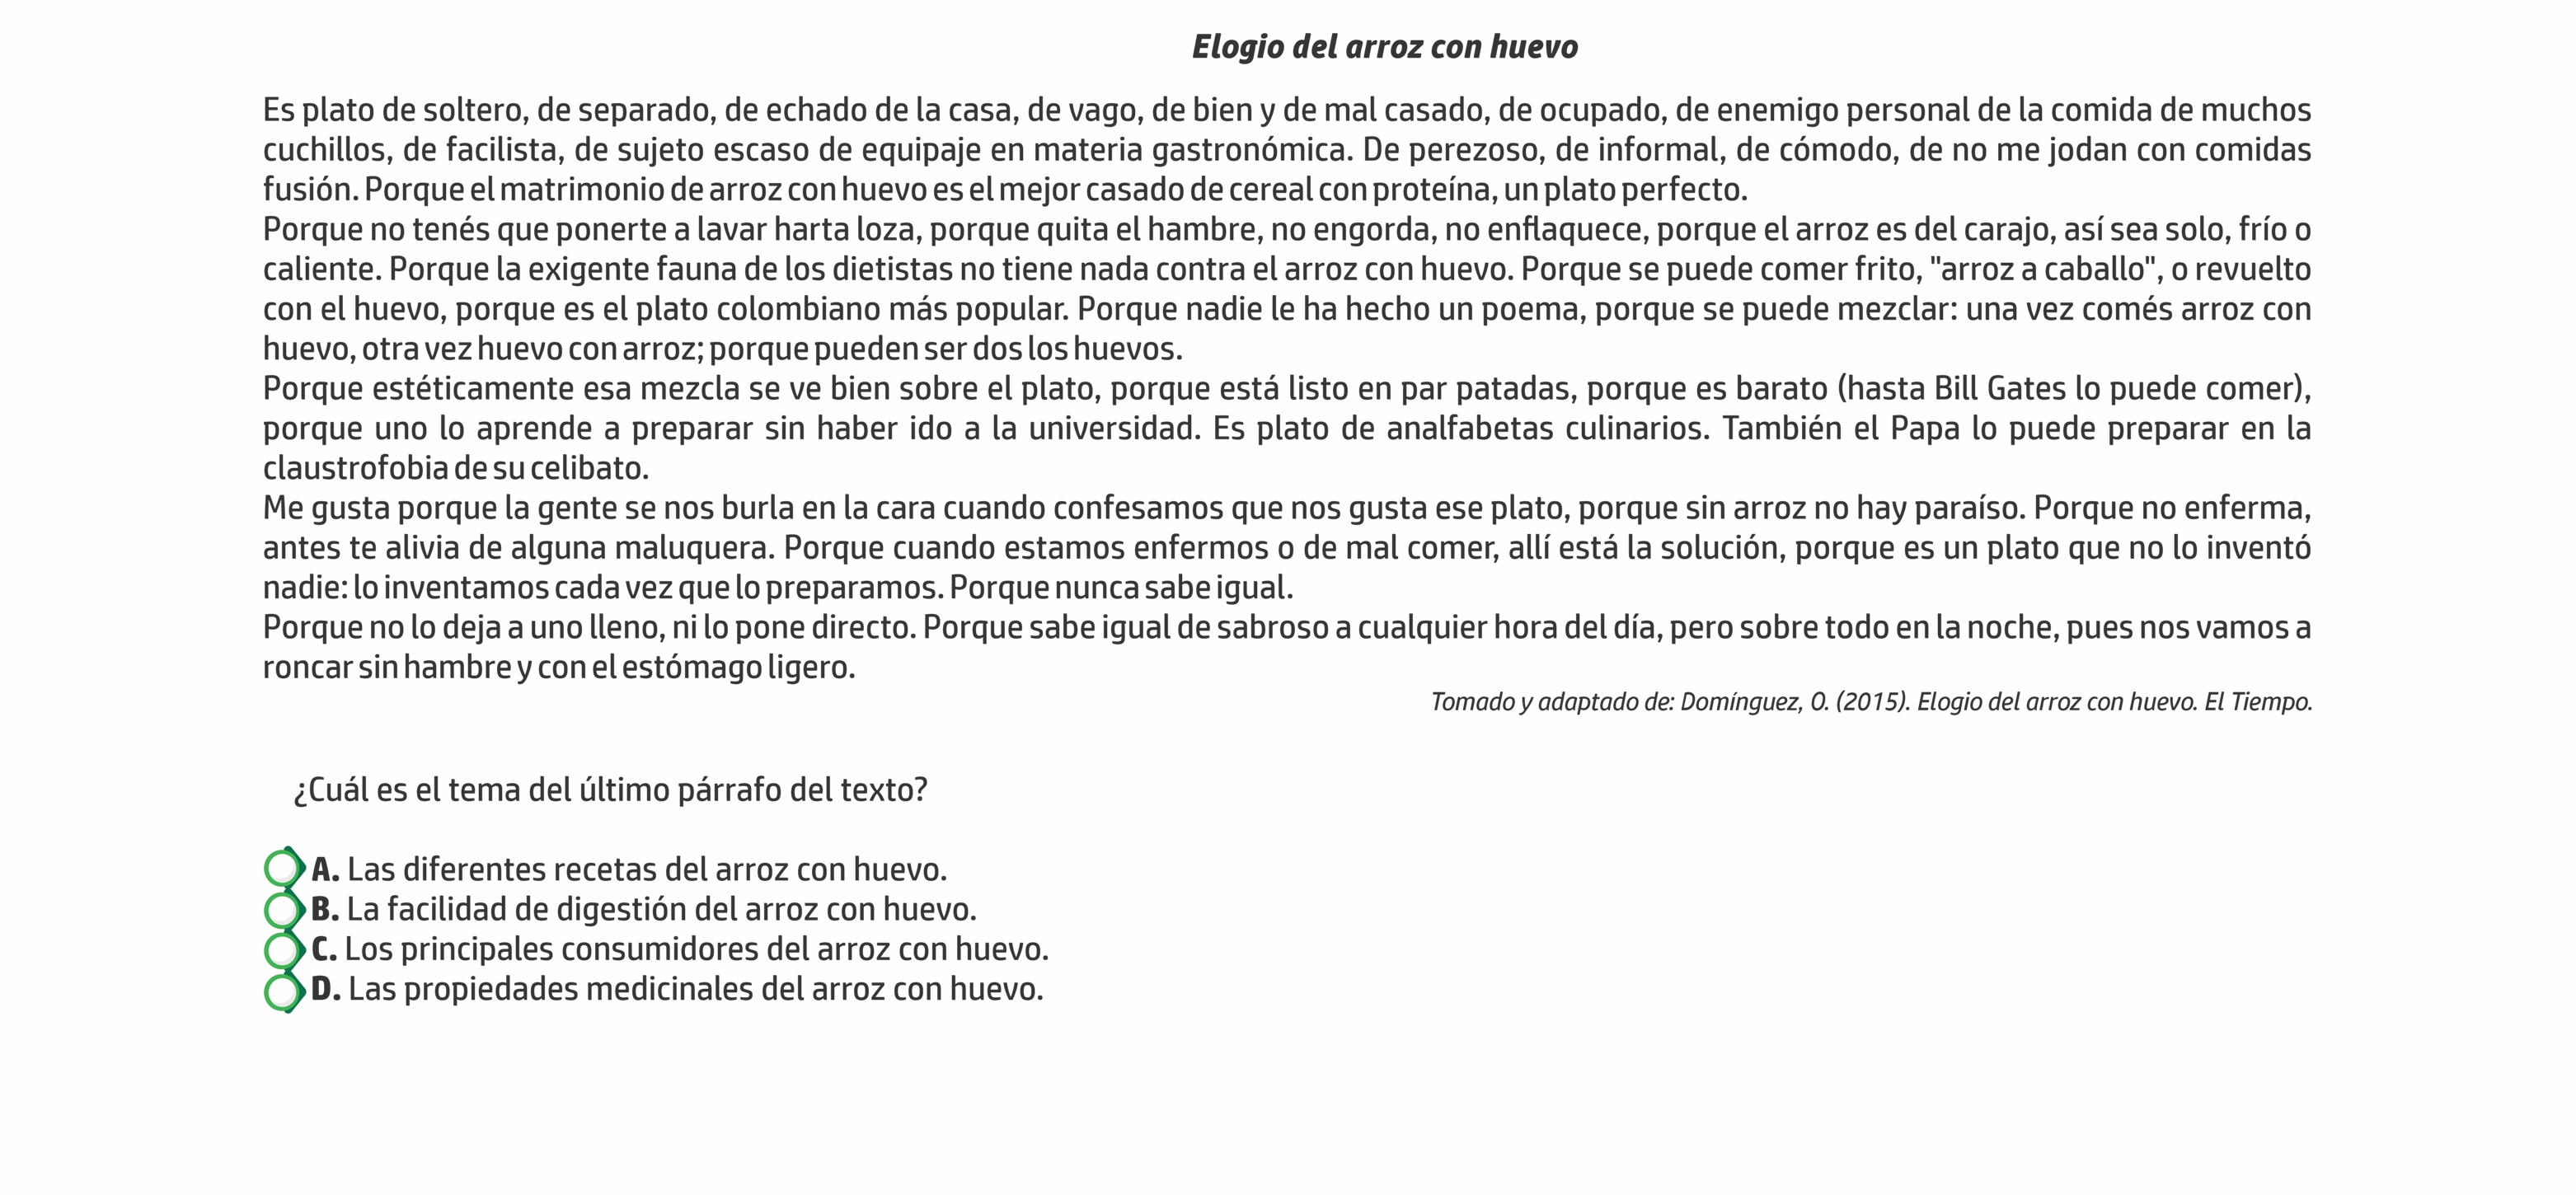 Elogio del arroz con huevo
Es plato de soltero, de separado, de echado de la casa, de vago, de bien y de mal casado, de ocupado, de enemigo personal de la comida de muchos
cuchillos, de facilista, de sujeto escaso de equipaje en materia gastronómica. De perezoso, de informal, de cómodo, de no me jodan con comidas
fusión. Porque el matrimonio de arroz con huevo es el mejor casado de cereal con proteína, un plato perfecto.
Porque no tenés que ponerte a lavar harta loza, porque quita el hambre, no engorda, no enflaquece, porque el arroz es del carajo, así sea solo, frío o
caliente. Porque la exigente fauna de los dietistas no tiene nada contra el arroz con huevo. Porque se puede comer frito, "arroz a caballo", o revuelto
con el huevo, porque es el plato colombiano más popular. Porque nadie le ha hecho un poema, porque se puede mezclar: una vez comés arroz con
huevo, otra vez huevo con arroz; porque pueden ser dos los huevos.
Porque estéticamente esa mezcla se ve bien sobre el plato, porque está listo en par patadas, porque es barato (hasta Bill Gates lo puede comer),
porque uno lo aprende a preparar sin haber ido a la universidad. Es plato de analfabetas culinarios. También el Papa lo puede preparar en la
claustrofobia de su celibato.
Me gusta porque la gente se nos burla en la cara cuando confesamos que nos gusta ese plato, porque sin arroz no hay paraíso. Porque no enferma,
antes te alivia de alguna maluquera. Porque cuando estamos enfermos o de mal comer, allí está la solución, porque es un plato que no lo inventó
nadie: lo inventamos cada vez que lo preparamos. Porque nunca sabe igual.
Porque no lo deja a uno lleno, ni lo pone directo. Porque sabe igual de sabroso a cualquier hora del día, pero sobre todo en la noche, pues nos vamos a
roncar sin hambre y con el estómago ligero.
Tomado y adaptado de: Domínguez, O. (2015). Elogio del arroz con huevo. El Tiempo.
¿Cuál es el tema del último párrafo del texto?
A. Las diferentes recetas del arroz con huevo.
B. La facilidad de digestión del arroz con huevo.
C. Los principales consumidores del arroz con huevo.
D. Las propiedades medicinales del arroz con huevo.